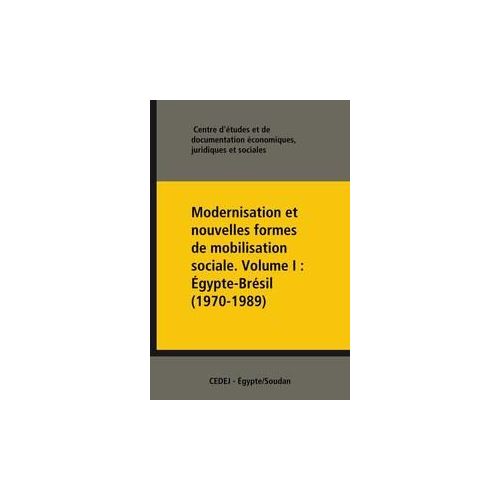 Centre d'études et de
documentation économiques,
juridiques et sociales
Modernisation et
nouvelles formes
de mobilisation
sociale. Volume I :
Égypte-Brésil
(1970-1989)
CEDEJ - Égypte/Soudan